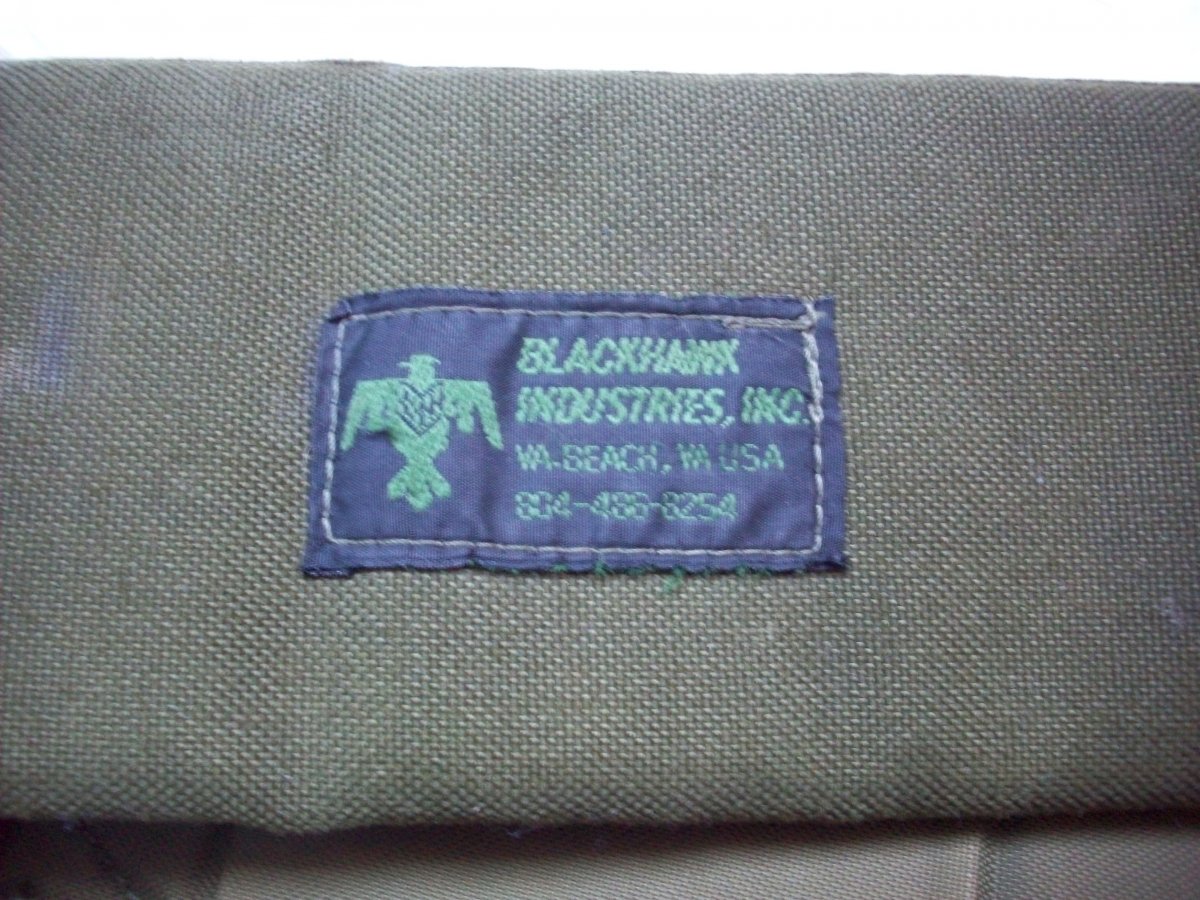 BLACKHAWK
INDUSTRIES, INC.
VA.BEACH, VA USA
804-486-8254